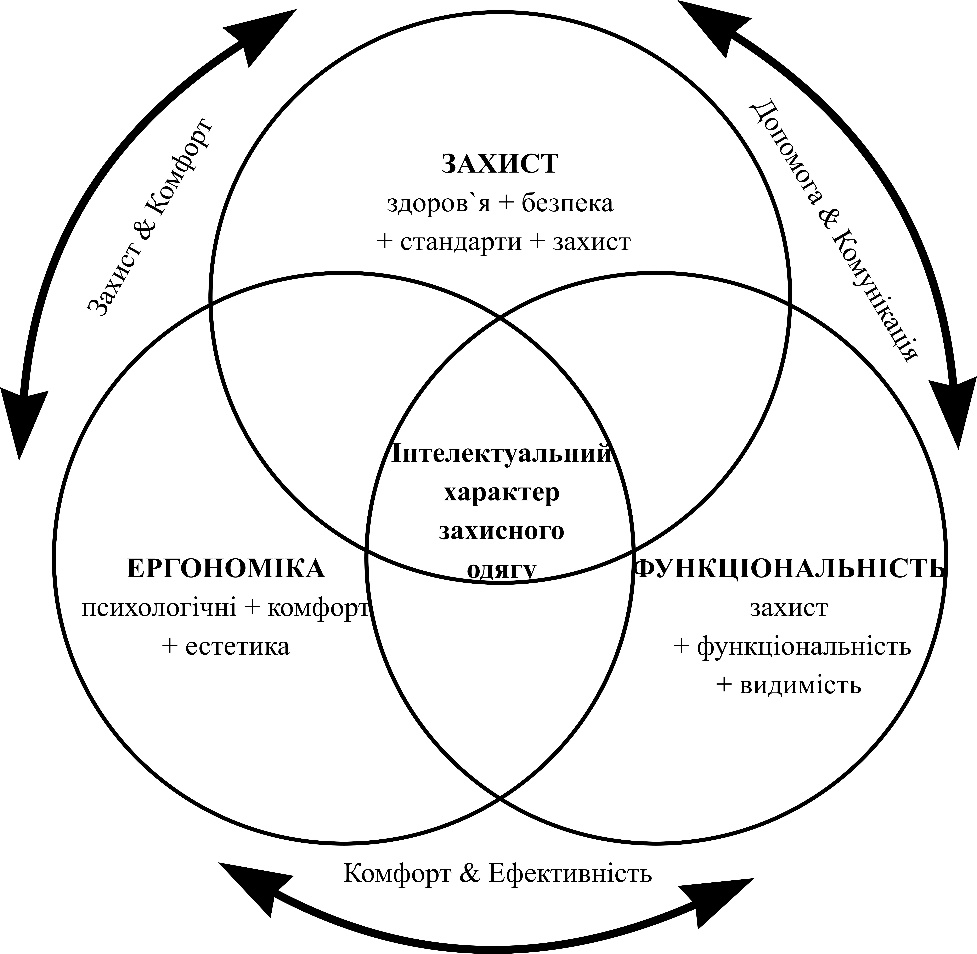 Захист & Комфорт
Допомога & Комунікація
ЗАХИСТ
здоров`я + безпека
+ стандарти + захист
Інтелектуальний
характер
захисного
одягу
ЕРГОНОМІКА
психологічні + комфорт
+ естетика
ФУНКЦІОНАЛЬНІСТЬ
захист
+ функціональність
+ видимість
Комфорт & Ефективність